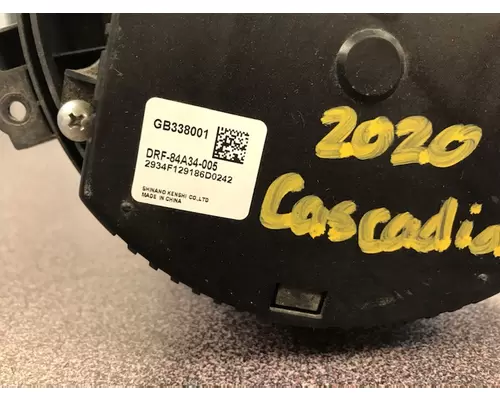 GB338001
DRF-84A34-005
2934F129186D0242
SHINANO KENSHI CO.,LTD
MADE IN CHINA
2020
Cascadia